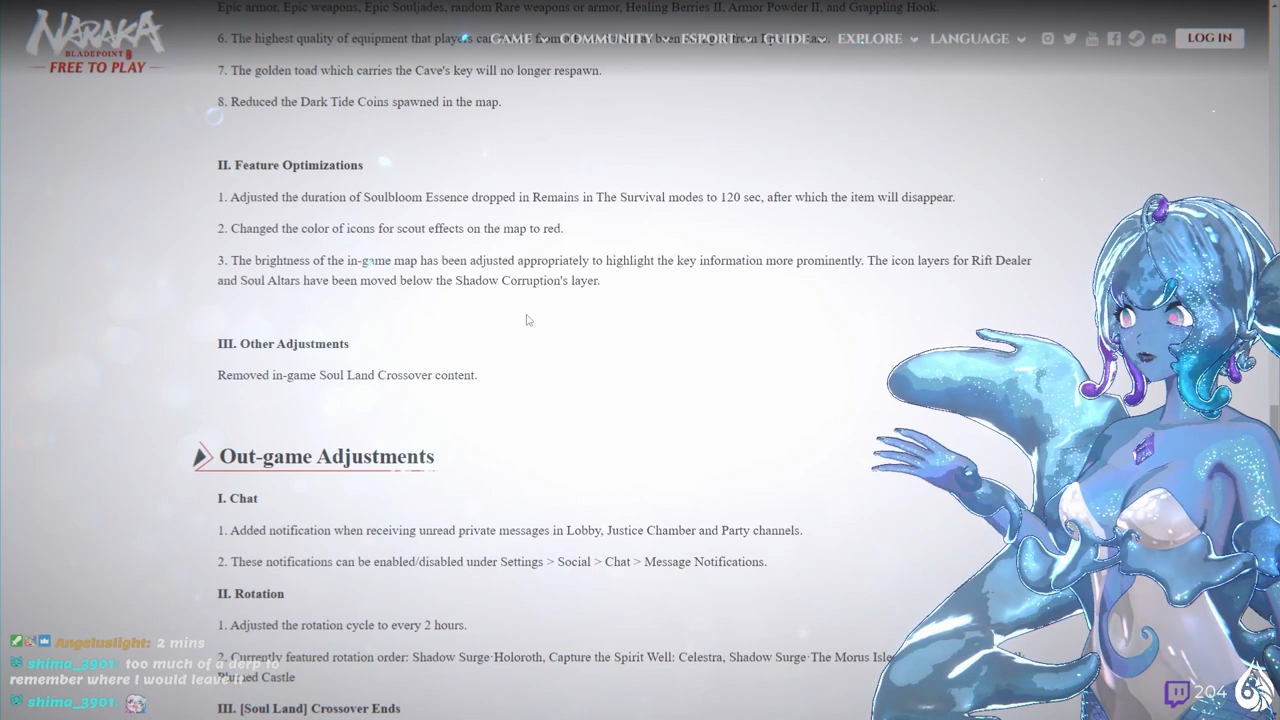 Epic armor, Epic weapons, Epic Souljades, random Rare weapons or armor, Healing Berries II, Armor Powder II, and Grappling Hook.
NARAKA
BLADEPOINT
FREE TO PLAY
GAME COMMUNITY ESPORT GUIDE EXPLORE LANGUAGE LOG IN
6. The highest quality of equipment that players can from been
7. The golden toad which carries the Cave's key will no longer respawn.
8. Reduced the Dark Tide Coins spawned in the map.
II. Feature Optimizations
1. Adjusted the duration of Soulbloom Essence dropped in Remains in The Survival modes to 120 sec, after which the item will disappear.
2. Changed the color of icons for scout effects on the map to red.
3. The brightness of the in-game map has been adjusted appropriately to highlight the key information more prominently. The icon layers for Rift Dealer
and Soul Altars have been moved below the Shadow Corruption's layer.
III. Other Adjustments
Removed in-game Soul Land Crossover content.
Out-game Adjustments
I. Chat
1. Added notification when receiving unread private messages in Lobby, Justice Chamber and Party channels.
2. These notifications can be enabled/disabled under Settings > Social > Chat > Message Notifications.
II. Rotation
1. Adjusted the rotation cycle to every 2 hours.
2. Currently featured rotation order: Shadow Surge·Holoroth, Capture the Spirit Well: Celestra, Shadow Surge·The Morus Isle
Ruined Castle
III. [Soul Land] Crossover Ends
Angeluslight: 2 mins
shima_3901: too much of a derp to
remember where I would leave it
shima_3901:
204